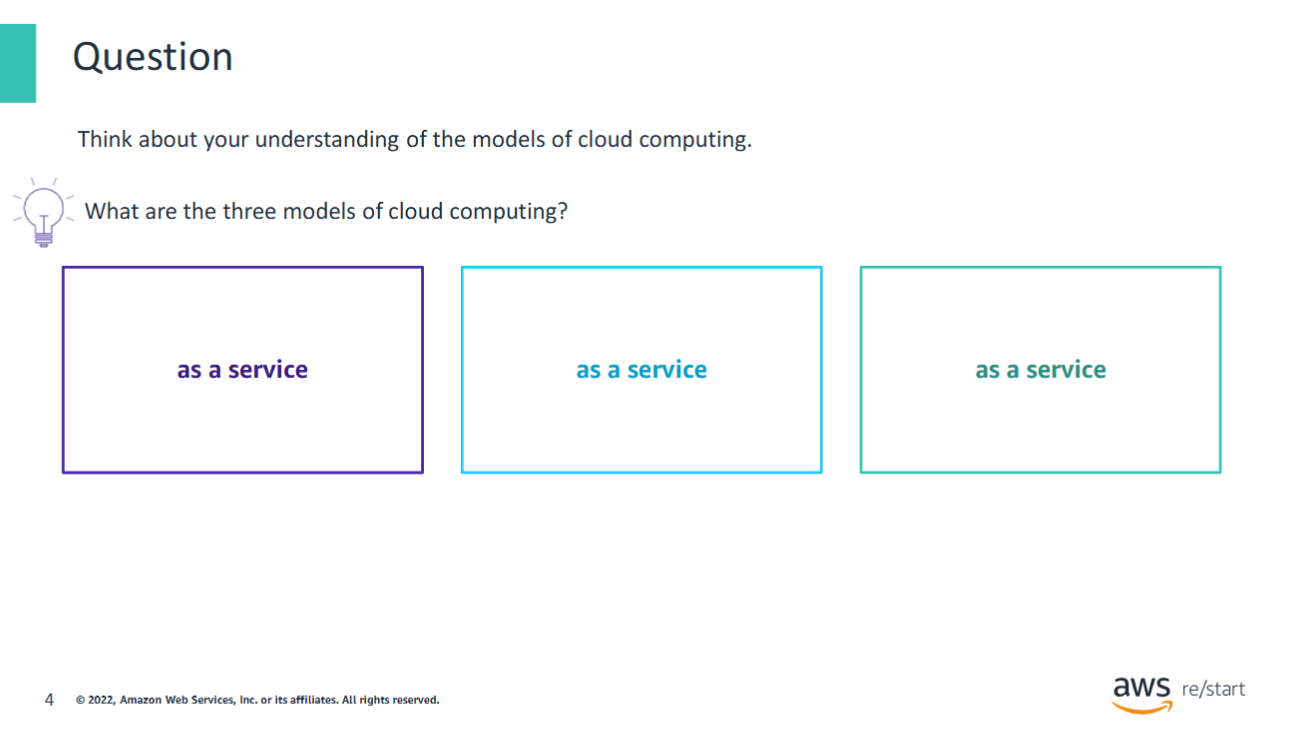 Question
Think about your understanding of the models of cloud computing.
What are the three models of cloud computing?
as a service
as a service
as a service
4 © 2022, Amazon Web Services, Inc. or its affiliates. All rights reserved.
aws re/start